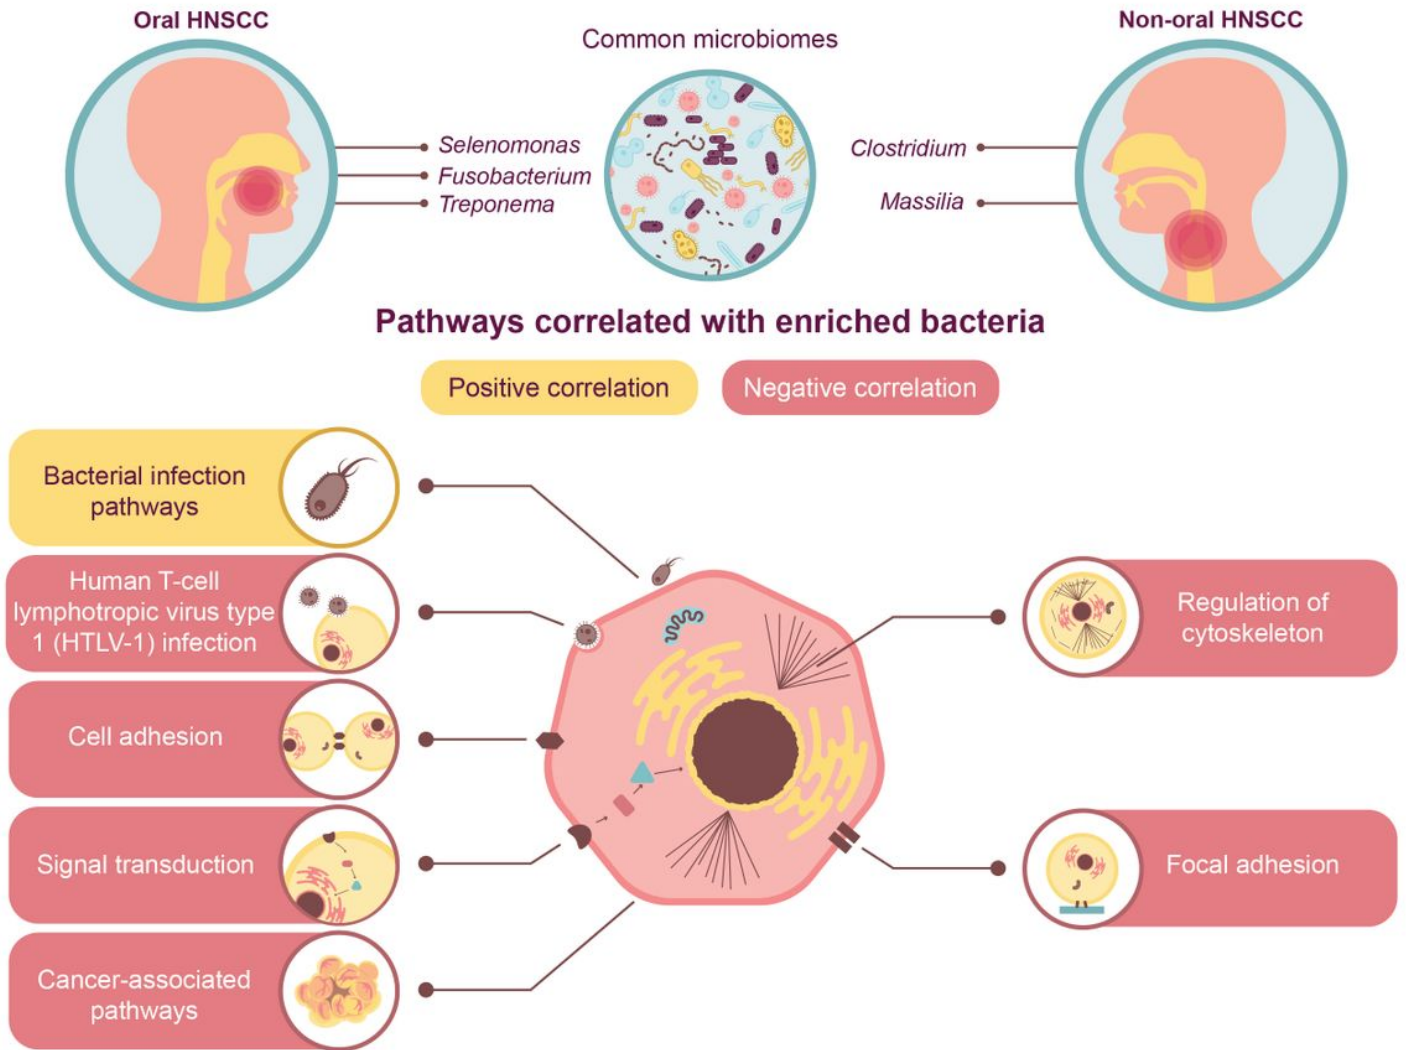 Oral HNSCC
Common microbiomes
Non-oral HNSCC
Selenomonas
Fusobacterium
Treponema
Clostridium
Massilia
Pathways correlated with enriched bacteria
Positive correlation
Negative correlation
Bacterial infection
pathways
Human T-cell
lymphotropic virus type
1 (HTLV-1) infection
Cell adhesion
Signal transduction
Cancer-associated
pathways
Regulation of
cytoskeleton
Focal adhesion